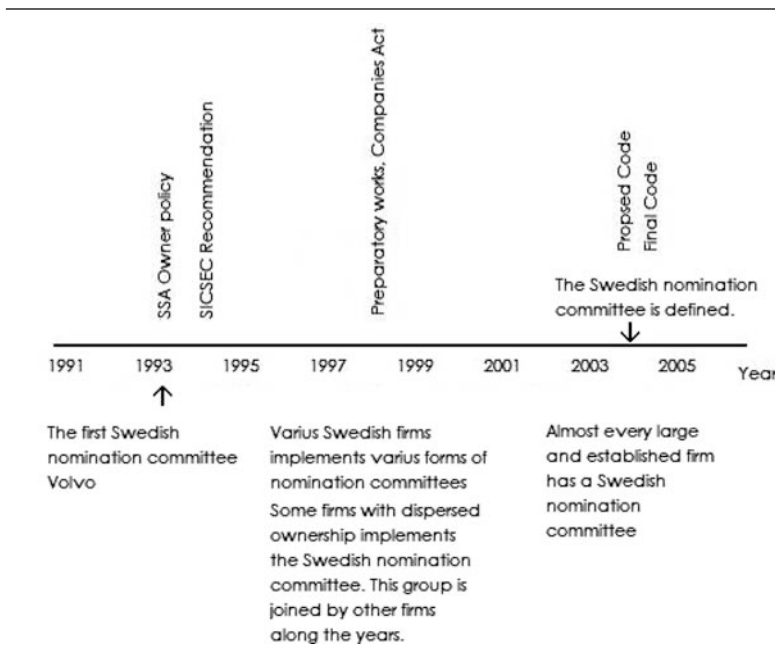 SSA Owner policy
SICSEC Recommendation
Preparatory works, Companies Act
Propsed Code
Final Code
The Swedish nomination
committee is defined.
1991 1993 1995 1997 1999 2001 2003 2005 Year
The first Swedish
nomination committee
Volvo
Varius Swedish firms
implements varius forms of
nomination committees
Some firms with dispersed
ownership implements
the Swedish nomination
committee. This group is
joined by other firms
along the years.
Almost every large
and established firm
has a Swedish
nomination
committee